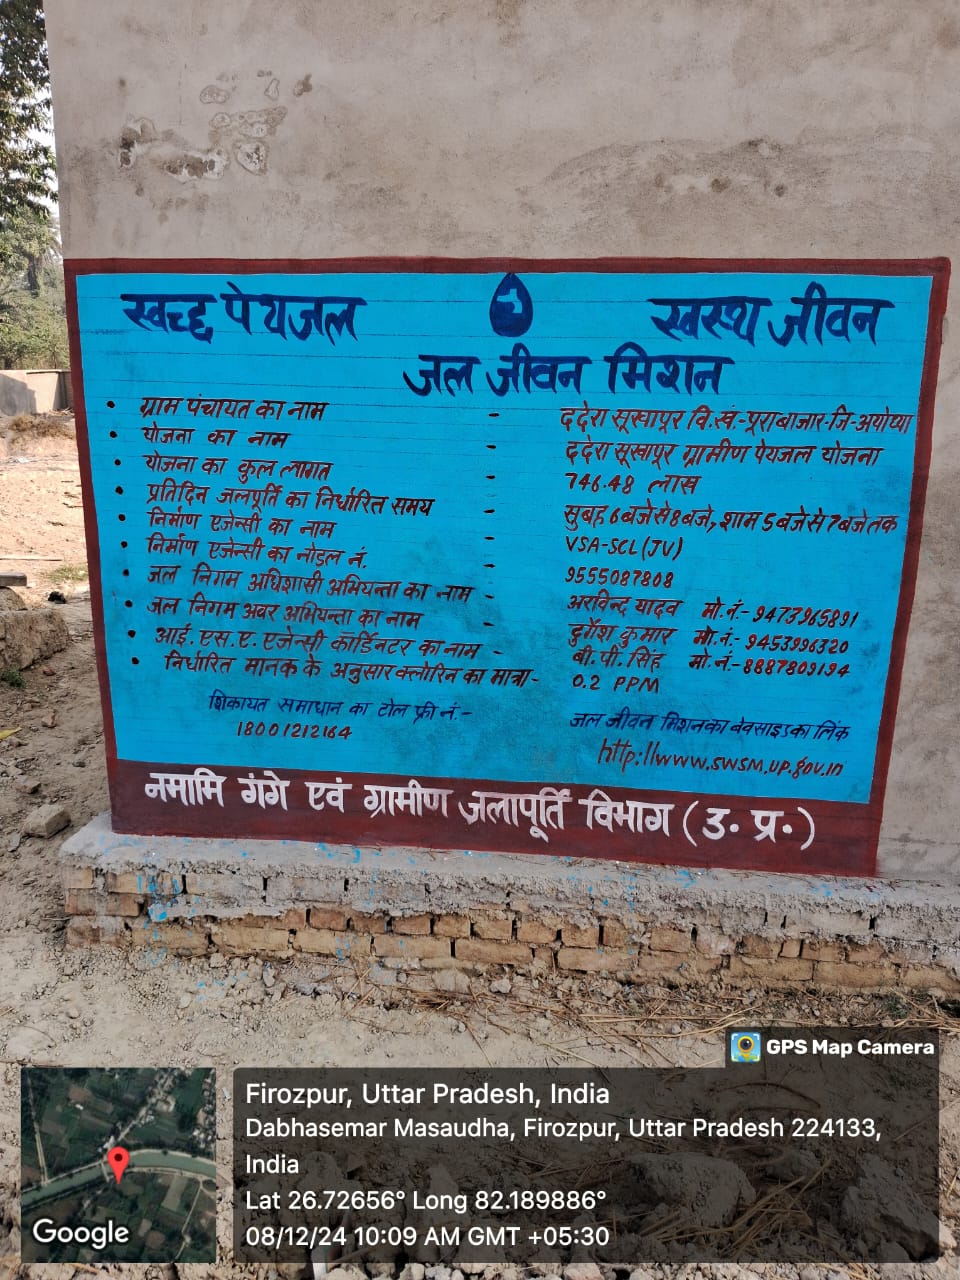 स्वच्छ पेयजल स्वस्थ जीवन
जल जीवन मिशन
• ग्राम पंचायत का नाम - ददेरा सूखापूर वि.खं.-पूराबाजार-जि-अयोध्या
• योजना का नाम - ददेरा सूखापूर ग्रामीण पेयजल योजना
• योजना का कुल लागत - 746.48 लाख
• प्रतिदिन जलपूर्ति का निर्धारित समय - सुबह 6 बजे से 8 बजे, शाम 5 बजे से 7 बजे तक
• निर्माण एजेन्सी का नाम - VSA-SCL (JV)
• निर्माण एजेन्सी का नोडल नं. - 9555087808
• जल निगम अधिशासी अभियन्ता का नाम - अरविन्द यादव मो.नं.- 9473965891
• जल निगम अवर अभियन्ता का नाम - दुर्गेश कुमार मो.नं.- 9453996320
• आई.एस.ए. एजेन्सी कॉर्डिनटर का नाम - बी.पी. सिंह मो.नं.-8887809194
• निर्धारित मानक के अनुसार क्लोरिन का मात्रा- 0.2 PPM
शिकायत समाधान का टोल फ्री नं.-
18001212164
जल जीवन मिशन का वेबसाइड का लिंक
http://www.swsm.up.gov.in
नमामि गंगे एवं ग्रामीण जलापूर्ति विभाग (उ.प्र.)
GPS Map Camera
Firozpur, Uttar Pradesh, India
Dabhasemar Masaudha, Firozpur, Uttar Pradesh 224133,
India
Lat 26.72656° Long 82.189886°
08/12/24 10:09 AM GMT +05:30
Google